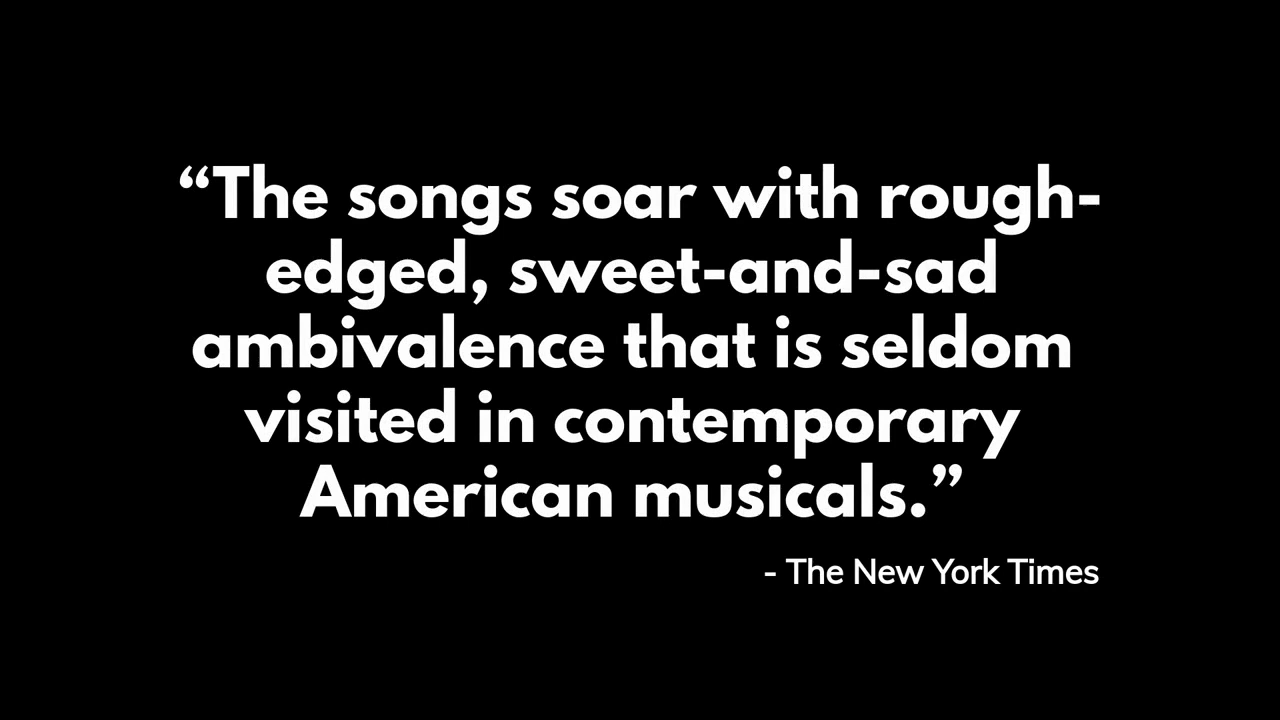 “The songs soar with rough-
edged, sweet-and-sad
ambivalence that is seldom
visited in contemporary
American musicals.”
- The New York Times